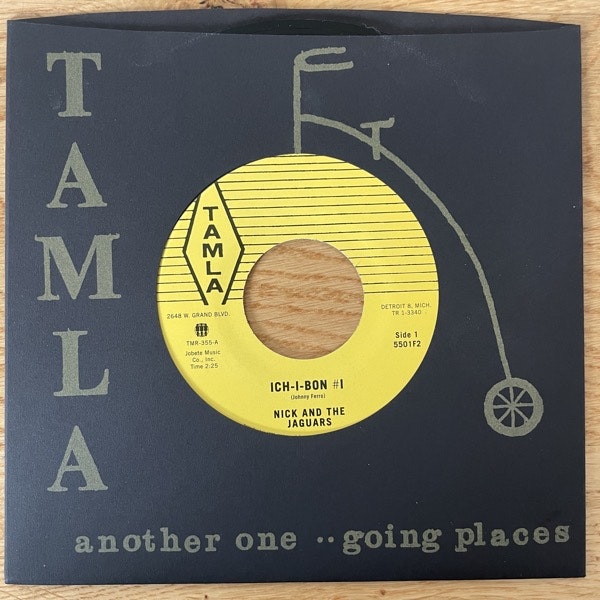 TAMLA
TAMLA
2648 W. GRAND BLVD.
DETROIT 8, MICH.
TR 1-3340
TMR-355-A
Jobete Music
Co., Inc.
Time 2:25
Side 1
5501F2
ICH-I-BON #1
(Johnny Ferro)
NICK AND THE
JAGUARS
another one ·· going places